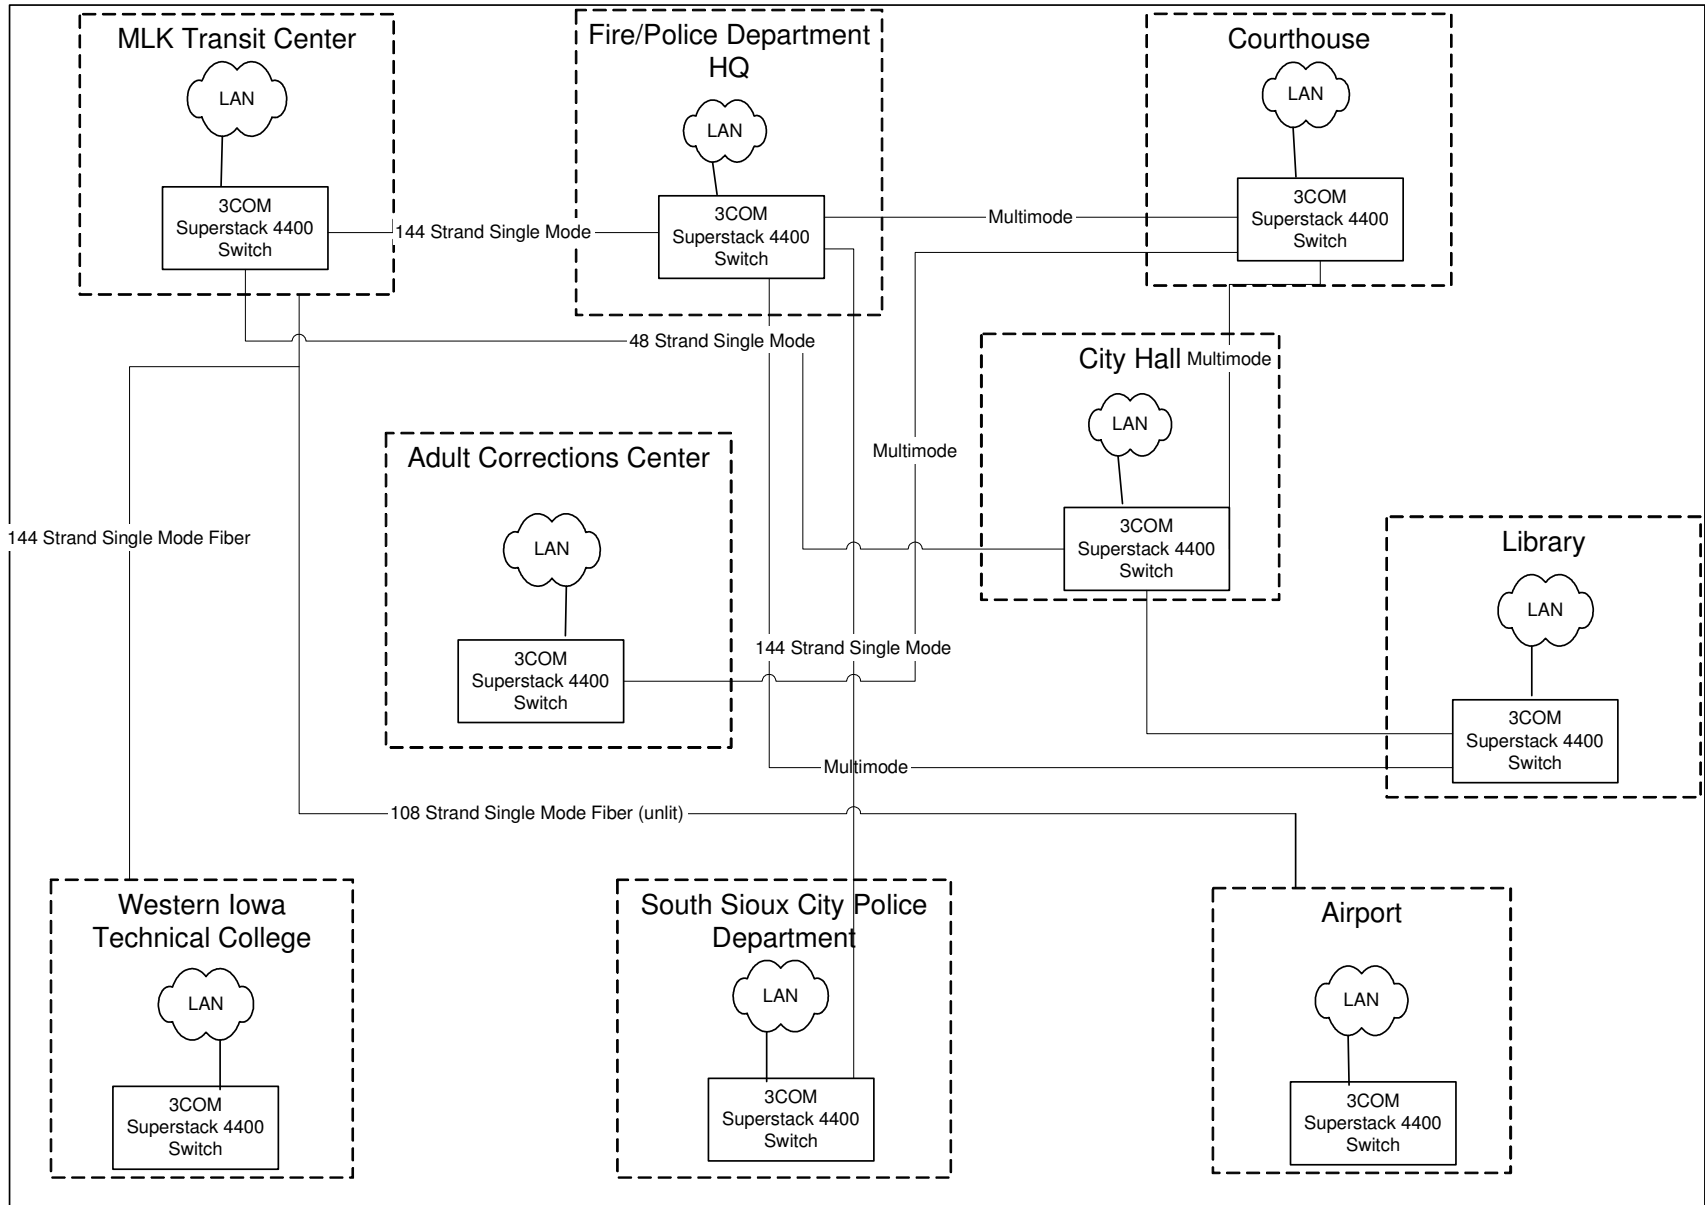 MLK Transit Center
LAN
3COM
Superstack 4400
Switch
144 Strand Single Mode
Fire/Police Department
HQ
LAN
3COM
Superstack 4400
Switch
Multimode
Courthouse
LAN
3COM
Superstack 4400
Switch
48 Strand Single Mode
City Hall
Multimode
LAN
3COM
Superstack 4400
Switch
Adult Corrections Center
LAN
3COM
Superstack 4400
Switch
Multimode
144 Strand Single Mode Fiber
144 Strand Single Mode
Library
LAN
3COM
Superstack 4400
Switch
Multimode
108 Strand Single Mode Fiber (unlit)
Western Iowa
Technical College
LAN
3COM
Superstack 4400
Switch
South Sioux City Police
Department
LAN
3COM
Superstack 4400
Switch
Airport
LAN
3COM
Superstack 4400
Switch